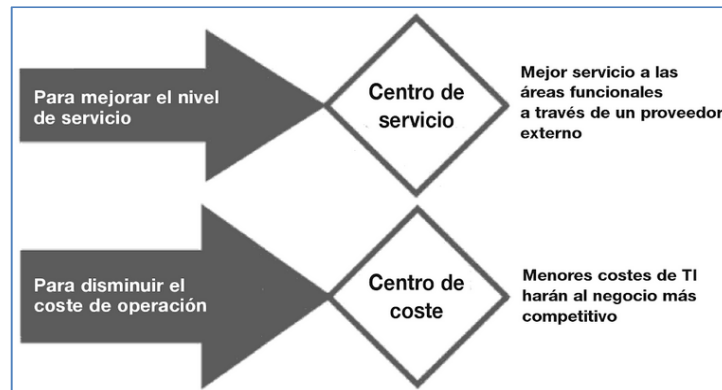 Para mejorar el nivel
de servicio
Centro de
servicio
Mejor servicio a las
áreas funcionales
a través de un proveedor
externo
Para disminuir el
coste de operación
Centro de
coste
Menores costes de TI
harán al negocio más
competitivo